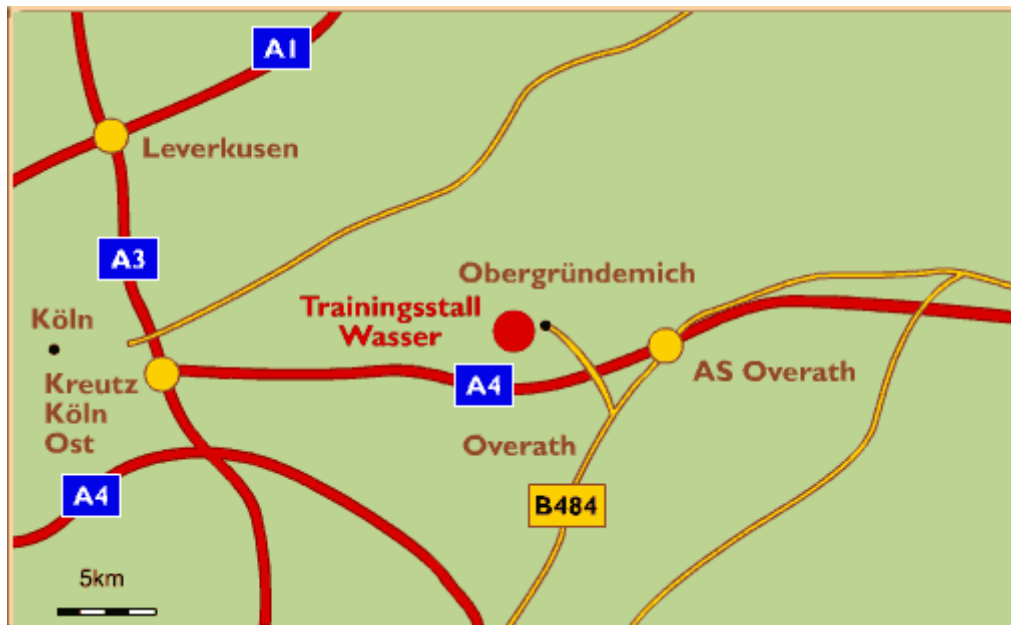 A1
Leverkusen
A3
Obergründemich
Trainingsstall
Wasser
Köln
AS Overath
Kreutz
Köln
Ost
A4
Overath
A4
B484
5km